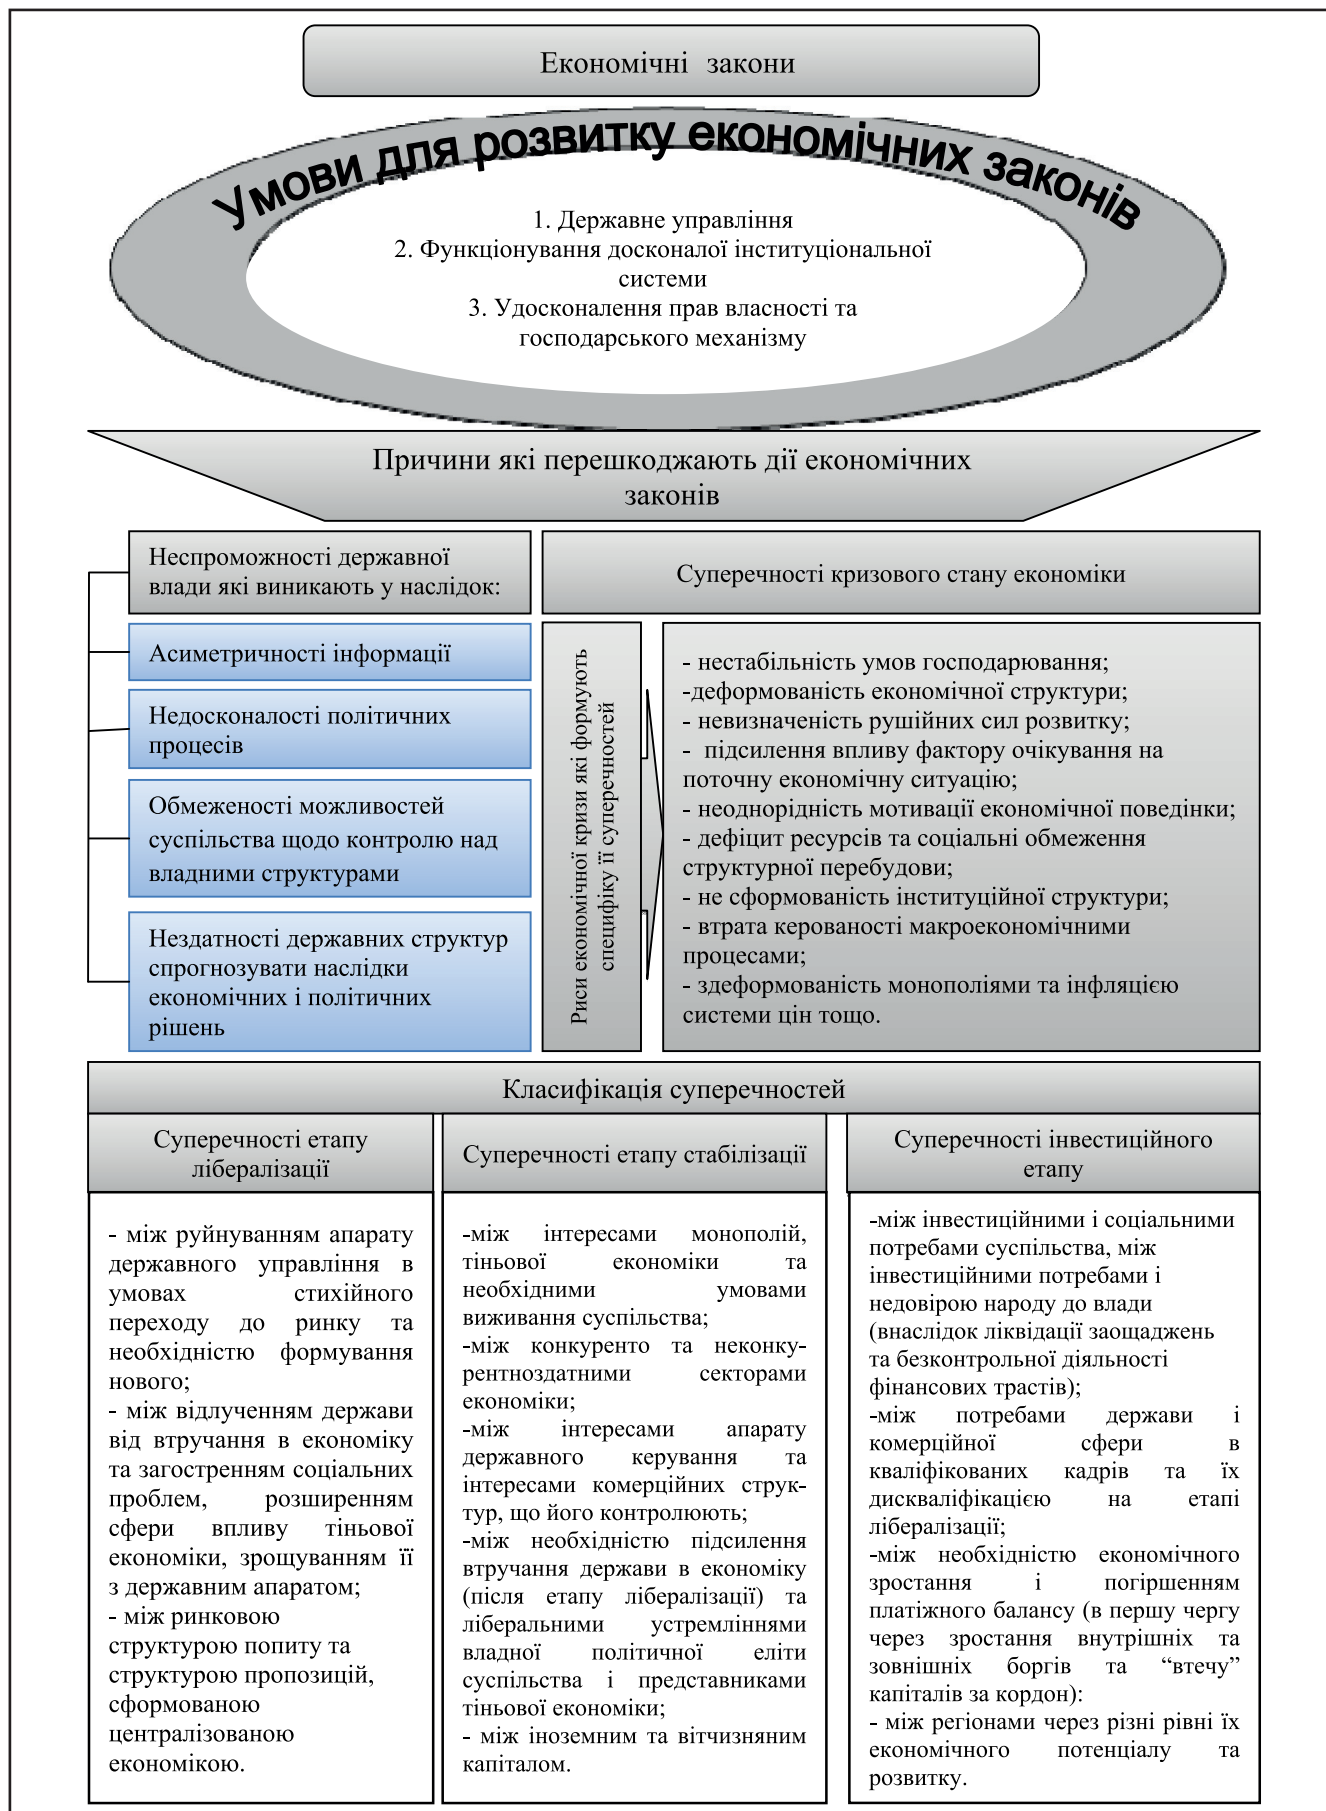 Економічні закони
Умови для розвитку економічних законів
1. Державне управління
2. Функціонування досконалої інституціональної
системи
3. Удосконалення прав власності та
господарського механізму
Причини які перешкоджають дії економічних
законів
Неспроможності державної
влади які виникають у наслідок:
Асиметричності інформації
Недосконалості політичних
процесів
Обмеженості можливостей
суспільства щодо контролю над
владними структурами
Нездатності державних структур
спрогнозувати наслідки
економічних і політичних
рішень
Суперечності кризового стану економіки
Риси економічної кризи які формують
специфіку її суперечностей
- нестабільність умов господарювання;
-деформованість економічної структури;
- невизначеність рушійних сил розвитку;
- підсилення впливу фактору очікування на
поточну економічну ситуацію;
- неоднорідність мотивації економічної поведінки;
- дефіцит ресурсів та соціальні обмеження
структурної перебудови;
- не сформованість інституційної структури;
- втрата керованості макроекономічними
процесами;
- здеформованість монополіями та інфляцією
системи цін тощо.
Класифікація суперечностей
Суперечності етапу
лібералізації
- між руйнуванням апарату
державного управління в
умовах стихійного
переходу до ринку та
необхідністю формування
нового;
- між відлученням держави
від втручання в економіку
та загостренням соціальних
проблем, розширенням
сфери впливу тіньової
економіки, зрощуванням її
з державним апаратом;
- між ринковою
структурою попиту та
структурою пропозицій,
сформованою
централізованою
економікою.
Суперечності етапу стабілізації
-між інтересами монополій,
тіньової економіки та
необхідними умовами
виживання суспільства;
-між конкуренто та неконку-
рентноздатними секторами
економіки;
-між інтересами апарату
державного керування та
інтересами комерційних струк-
тур, що його контролюють;
-між необхідністю підсилення
втручання держави в економіку
(після етапу лібералізації) та
ліберальними устремліннями
владної політичної еліти
суспільства і представниками
тіньової економіки;
- між іноземним та вітчизняним
капіталом.
Суперечності інвестиційного
етапу
-між інвестиційними і соціальними
потребами суспільства, між
інвестиційними потребами і
недовірою народу до влади
(внаслідок ліквідації заощаджень
та безконтрольної діяльності
фінансових трастів);
-між потребами держави і
комерційної сфери в
кваліфікованих кадрів та їх
дискваліфікацією на етапі
лібералізації;
-між необхідністю економічного
зростання і погіршенням
платіжного балансу (в першу чергу
через зростання внутрішніх та
зовнішніх боргів та “втечу”
капіталів за кордон):
- між регіонами через різні рівні їх
економічного потенціалу та
розвитку.